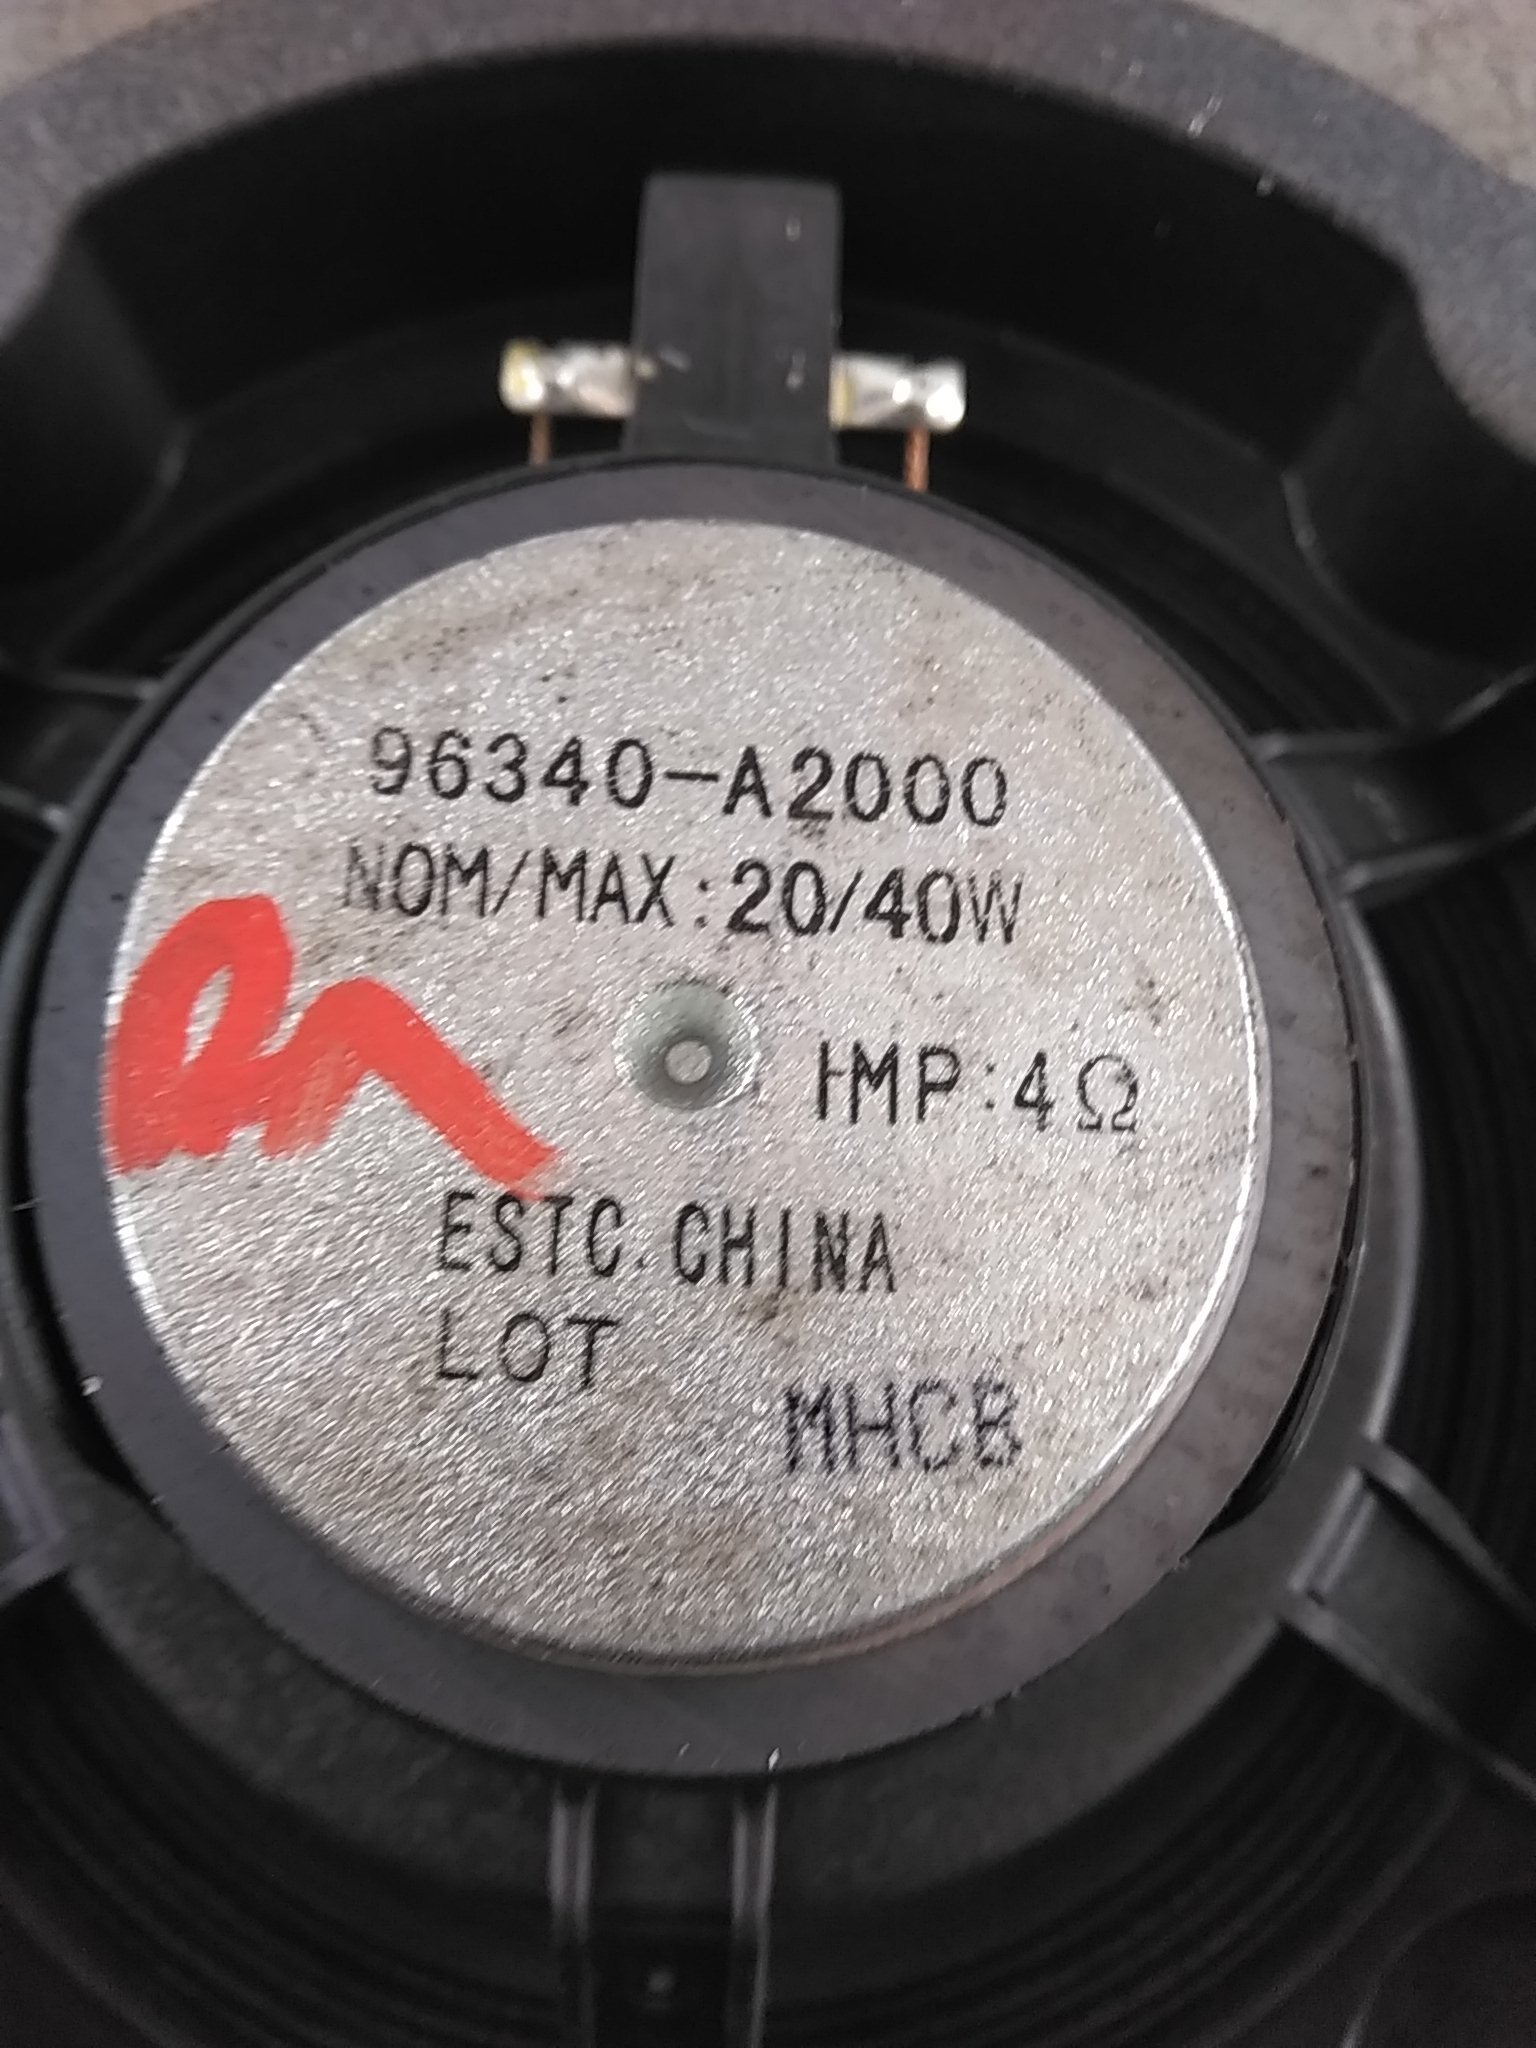 96340-A2000
NOM/MAX:20/40W
IMP:4Ω
ESTC.CHINA
LOT
MHCB